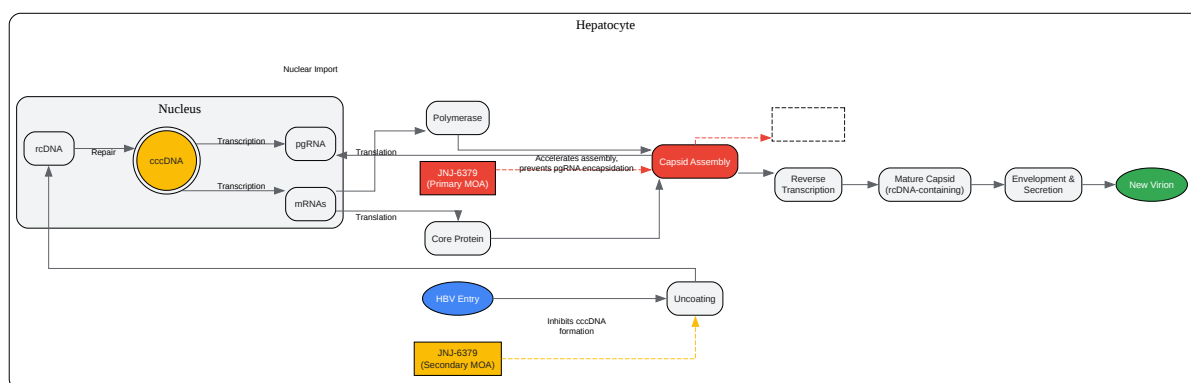 Hepatocyte
Nuclear Import
Nucleus
Polymerase
rcDNA
Repair
cccDNA
Transcription
pgRNA
Translation
JNJ-6379
(Primary MOA)
Accelerates assembly,
prevents pgRNA encapsidation
Capsid Assembly
Reverse
Transcription
Mature Capsid
(rcDNA-containing)
Envelopment &
Secretion
New Virion
Transcription
mRNAs
Translation
Core Protein
HBV Entry
Uncoating
Inhibits cccDNA
formation
JNJ-6379
(Secondary MOA)